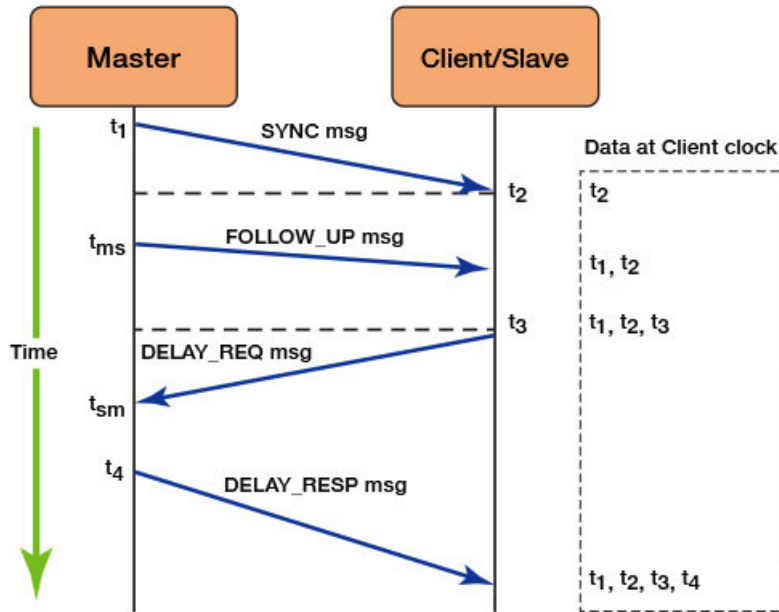 Master
Client/Slave
t1
SYNC msg
Data at Client clock
t2
t2
tms
FOLLOW_UP msg
t1, t2
t3
t1, t2, t3
Time
DELAY_REQ msg
tsm
t4
DELAY_RESP msg
t1, t2, t3, t4